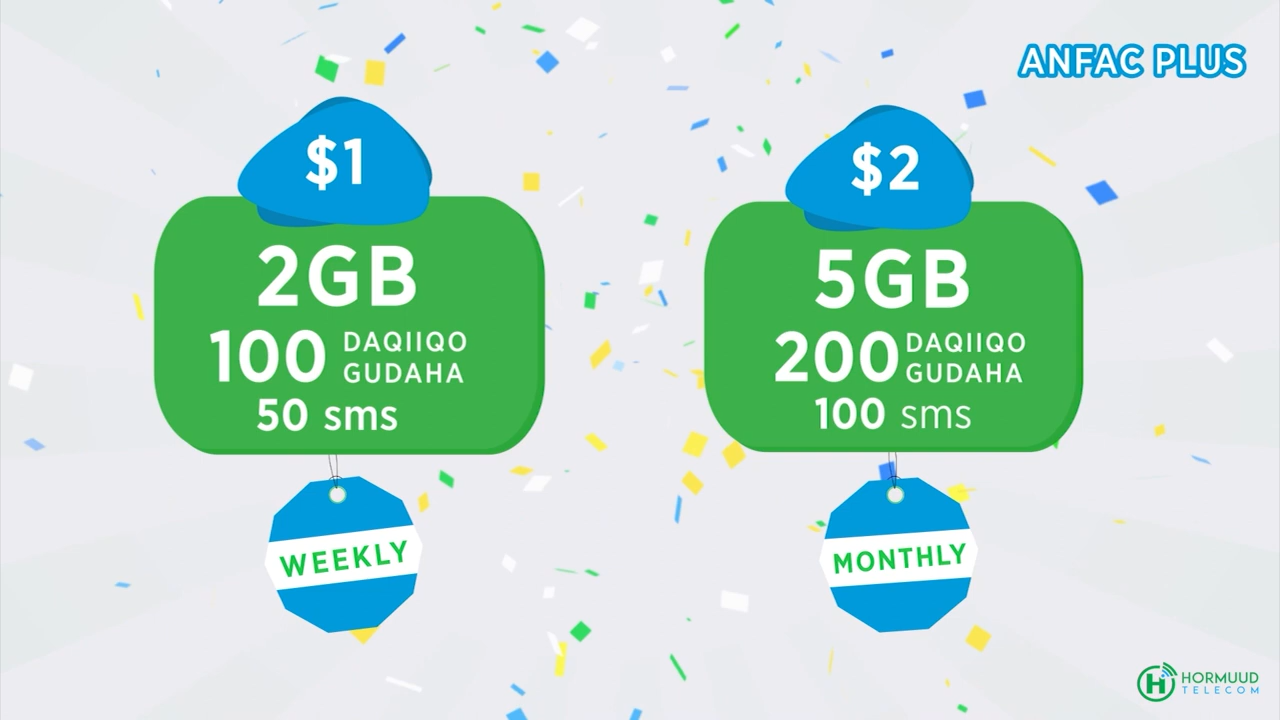 ANFAC PLUS
$1
2GB
100 DAQIIQO
GUDAHA
50 sms
WEEKLY
$2
5GB
200 DAQIIQO
GUDAHA
100 sms
MONTHLY
HORMUUD
TELECOM